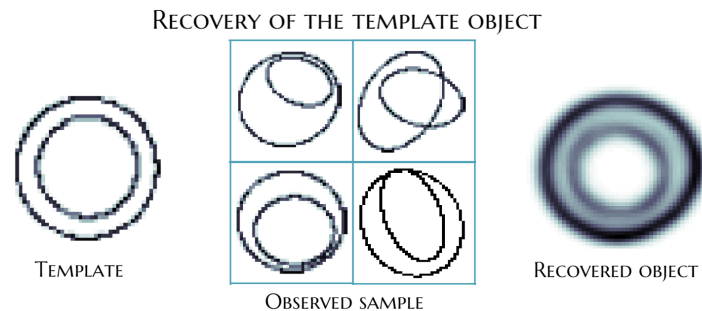 Recovery of the template object
Template
Observed sample
Recovered object